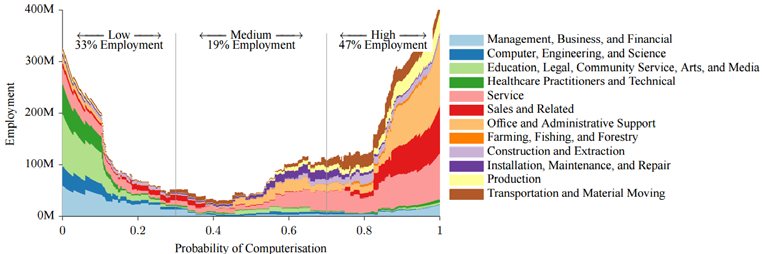 400M
300M
200M
100M
0M
Employment
Low
33% Employment
Medium
19% Employment
High
47% Employment
0
0.2
0.4
0.6
0.8
1
Probability of Computerisation
Management, Business, and Financial
Computer, Engineering, and Science
Education, Legal, Community Service, Arts, and Media
Healthcare Practitioners and Technical
Service
Sales and Related
Office and Administrative Support
Farming, Fishing, and Forestry
Construction and Extraction
Installation, Maintenance, and Repair
Production
Transportation and Material Moving